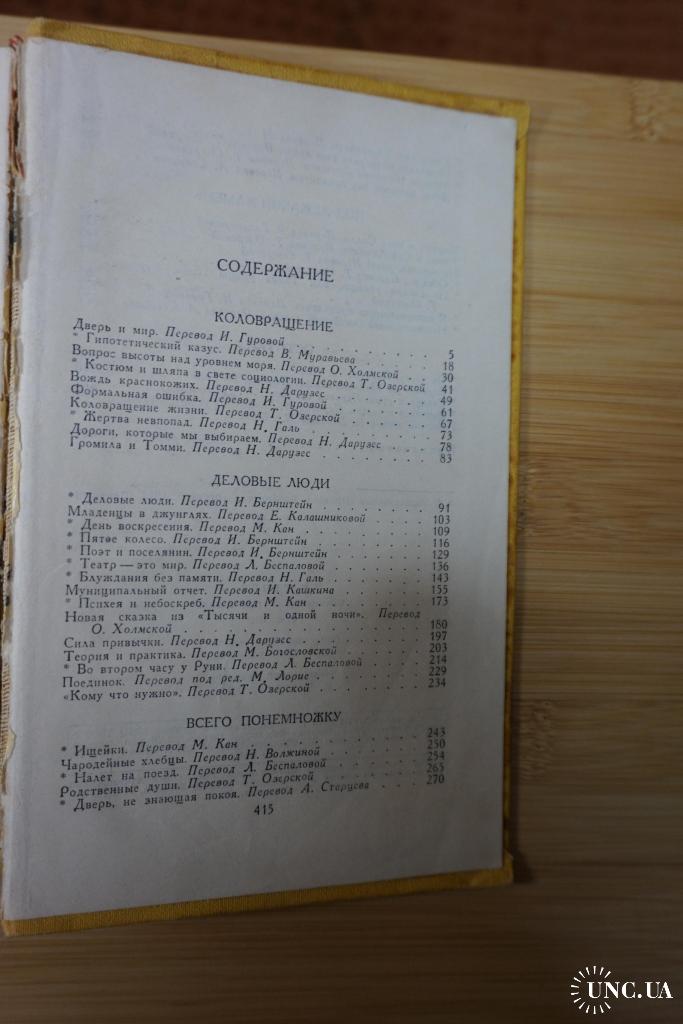 СОДЕРЖАНИЕ
КОЛОВРАЩЕНИЕ
Дверь и мир. Перевод И. Гуровой . . . . . . . . . 5
* Гипотетический казус. Перевод В. Муравьева . . . . 18
Вопрос высоты над уровнем моря. Перевод О. Холмской . . 30
* Костюм и шляпа в свете социологии. Перевод Т. Озерской 41
Вождь краснокожих. Перевод Н. Дарузес . . . . . . . 49
Формальная ошибка. Перевод И. Гуровой . . . . . . . 61
Коловращение жизни. Перевод Т. Озерской . . . . . . 67
* Жертва невпопад. Перевод Н. Галь . . . . . . . . 73
Дороги, которые мы выбираем. Перевод Н. Дарузес . . . 78
Громила и Томми. Перевод Н. Дарузес . . . . . . . . 83
ДЕЛОВЫЕ ЛЮДИ
* Деловые люди. Перевод И. Бернштейн . . . . . . . 91
Младенцы в джунглях. Перевод Е. Калашниковой . . . . 103
* День воскресения. Перевод М. Кан . . . . . . . . 109
* Пятое колесо. Перевод И. Бернштейн . . . . . . . 116
* Поэт и поселянин. Перевод И. Бернштейн . . . . . . 129
* Театр — это мир. Перевод Л. Беспаловой . . . . . . 136
* Блуждания без памяти. Перевод Н. Галь . . . . . . 143
Муниципальный отчет. Перевод И. Кашкина . . . . . . 155
* Психея и небоскреб. Перевод М. Кан . . . . . . . 173
Новая сказка из «Тысячи и одной ночи». Перевод
О. Холмской . . . . . . . . . . . . . . 180
Сила привычки. Перевод Н. Дарузес . . . . . . . . 197
Теория и практика. Перевод М. Богословской . . . . . 203
* Во втором часу у Руни. Перевод Л. Беспаловой . . . . 214
Поединок. Перевод под ред. М. Лорие . . . . . . . 229
«Кому что нужно». Перевод Т. Озерской . . . . . . . 234
ВСЕГО ПОНЕМНОЖКУ
* Ищейки. Перевод М. Кан . . . . . . . . . . . 243
Чародейные хлебцы. Перевод Н. Волжиной . . . . . . 250
* Налет на поезд. Перевод Л. Беспаловой . . . . . . 254
Родственные души. Перевод Т. Озерской . . . . . . . 265
* Дверь, не знающая покоя. Перевод А. Старцева . . . 270
415
UNC.UA